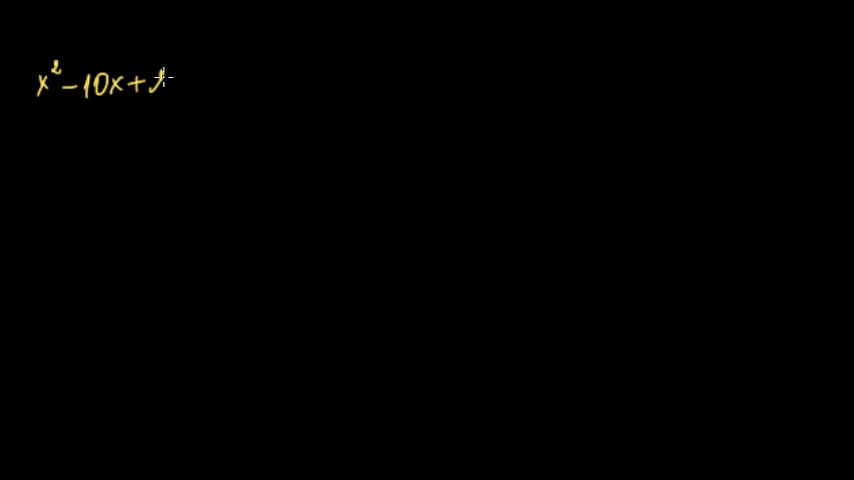 x² - 10x +